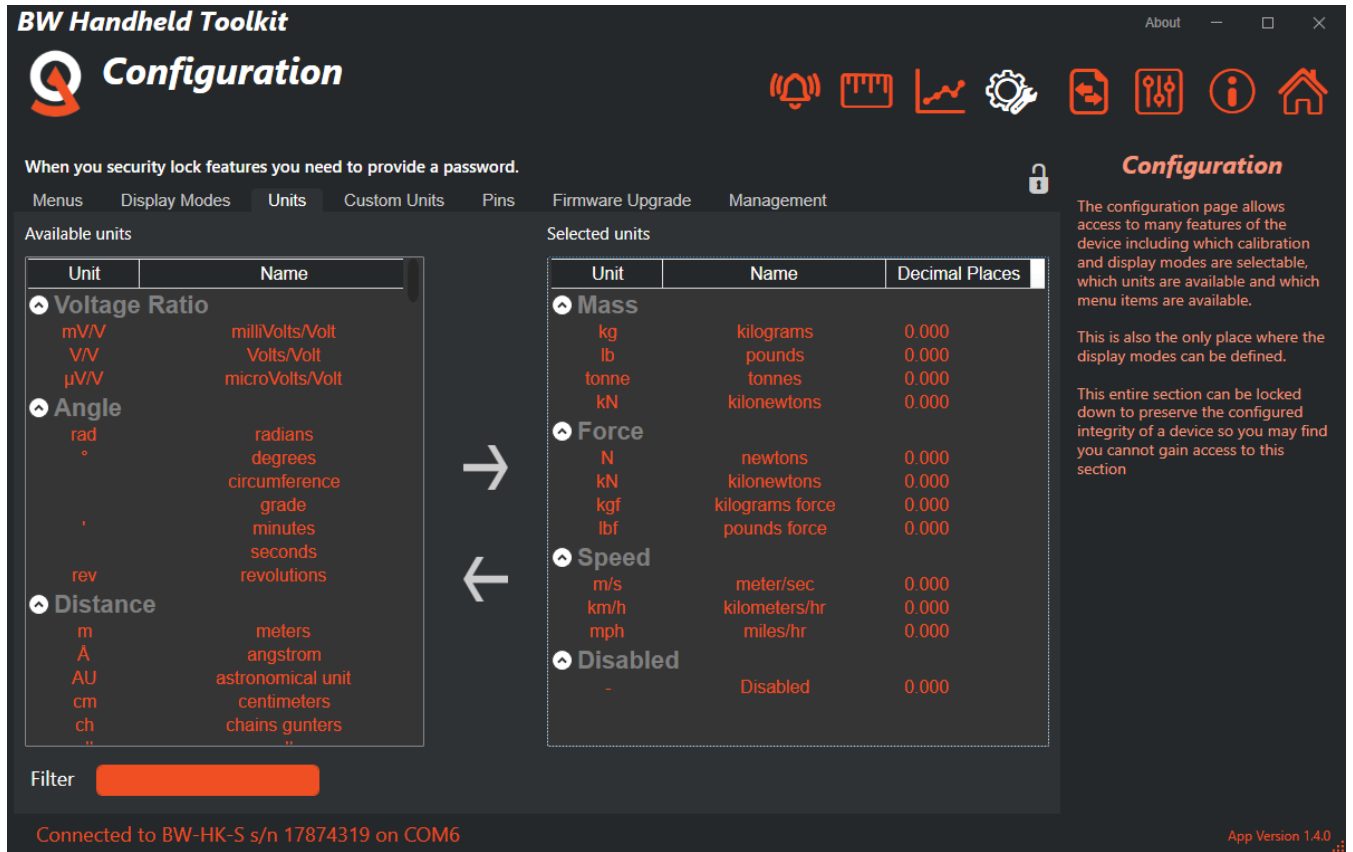 BW Handheld Toolkit
About
Configuration
When you security lock features you need to provide a password.
Menus Display Modes Units Custom Units Pins Firmware Upgrade Management
Available units
Unit Name
Voltage Ratio
mV/V milliVolts/Volt
V/V Volts/Volt
µV/V microVolts/Volt
Angle
rad radians
° degrees
circumference
grade
' minutes
seconds
rev revolutions
Distance
m meters
Å angstrom
AU astronomical unit
cm centimeters
ch chains gunters
Filter
Selected units
Unit Name Decimal Places
Mass
kg kilograms 0.000
lb pounds 0.000
tonne tonnes 0.000
kN kilonewtons 0.000
Force
N newtons 0.000
kN kilonewtons 0.000
kgf kilograms force 0.000
lbf pounds force 0.000
Speed
m/s meter/sec 0.000
km/h kilometers/hr 0.000
mph miles/hr 0.000
Disabled
- Disabled 0.000
Configuration
The configuration page allows
access to many features of the
device including which calibration
and display modes are selectable,
which units are available and which
menu items are available.
This is also the only place where the
display modes can be defined.
This entire section can be locked
down to preserve the configured
integrity of a device so you may find
you cannot gain access to this
section
Connected to BW-HK-S s/n 17874319 on COM6
App Version 1.4.0